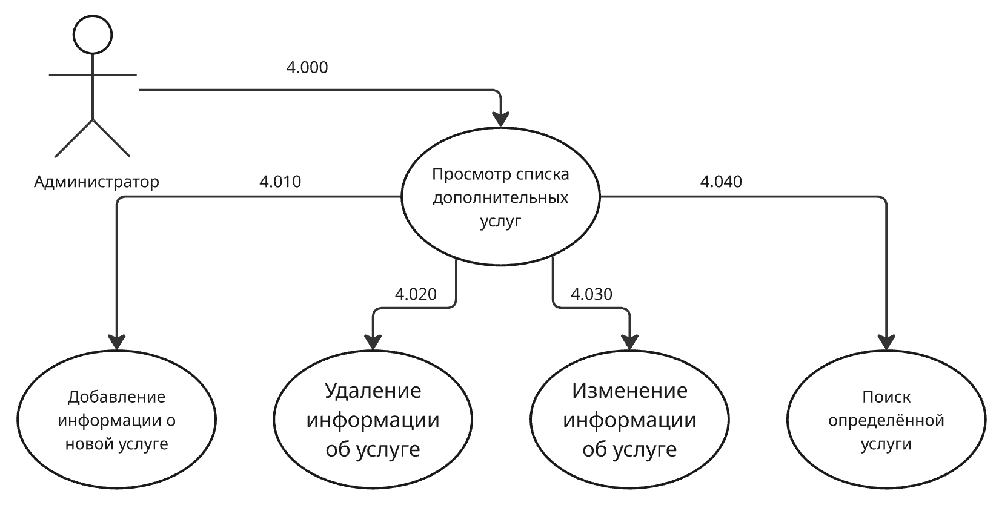 4.000
Администратор
4.010
Просмотр списка
дополнительных
услуг
4.040
4.020
4.030
Добавление
информации о
новой услуге
Удаление
информации
об услуге
Изменение
информации
об услуге
Поиск
определённой
услуги